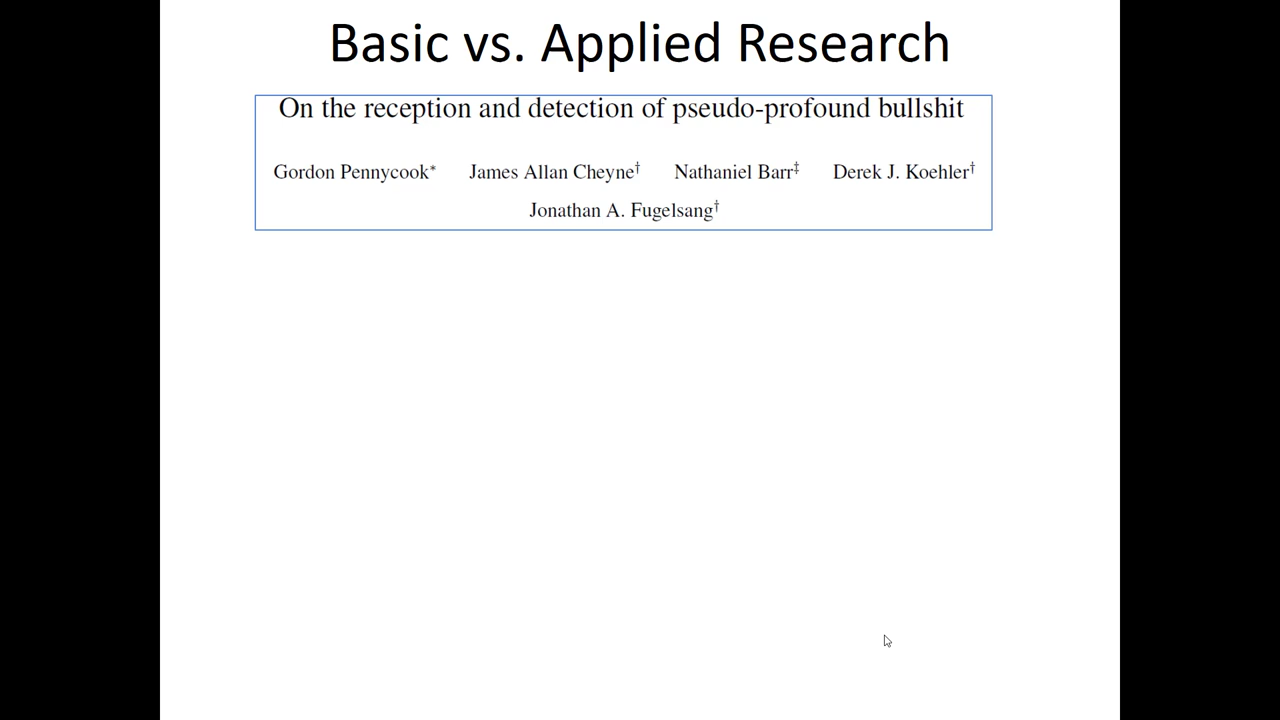 Basic vs. Applied Research
On the reception and detection of pseudo-profound bullshit
Gordon Pennycook* James Allan Cheyne† Nathaniel Barr‡ Derek J. Koehler†
Jonathan A. Fugelsang†